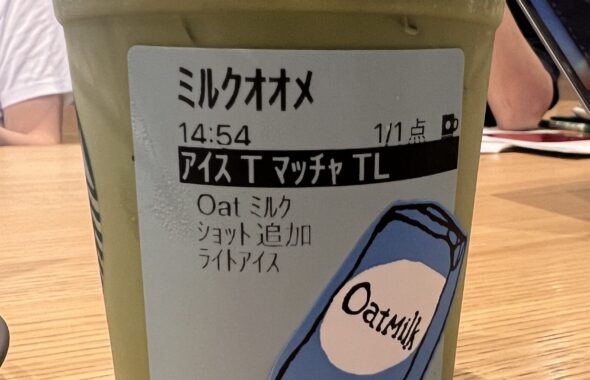 ミルクオオメ
14:54 1/1 点
アイス T マッチャ TL
Oat ミルク
ショット 追加
ライトアイス
OatMilk